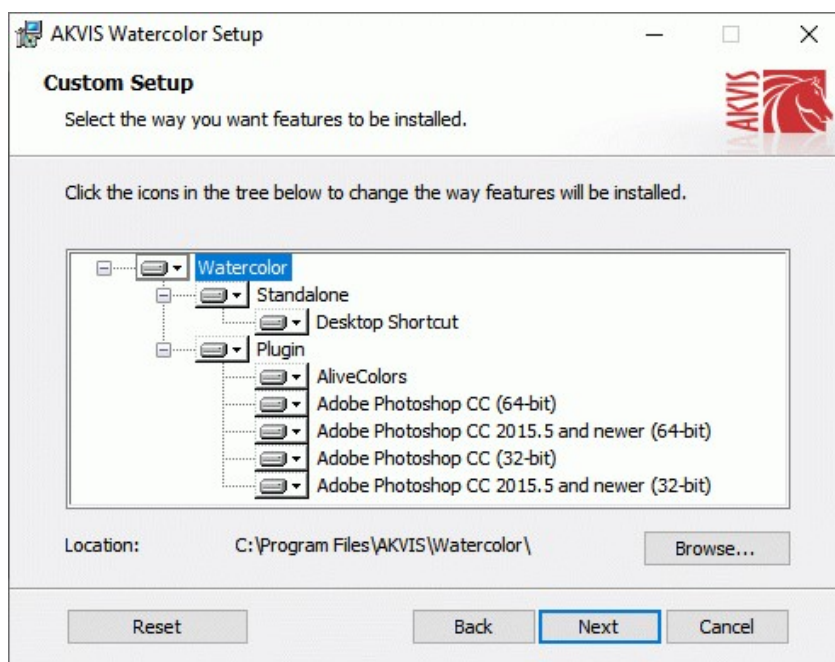 AKVIS Watercolor Setup
Custom Setup
Select the way you want features to be installed.
AKVIS
Click the icons in the tree below to change the way features will be installed.
Watercolor
Standalone
Desktop Shortcut
Plugin
AliveColors
Adobe Photoshop CC (64-bit)
Adobe Photoshop CC 2015.5 and newer (64-bit)
Adobe Photoshop CC (32-bit)
Adobe Photoshop CC 2015.5 and newer (32-bit)
Location: C:\Program Files\AKVIS\Watercolor\ Browse...
Reset Back Next Cancel